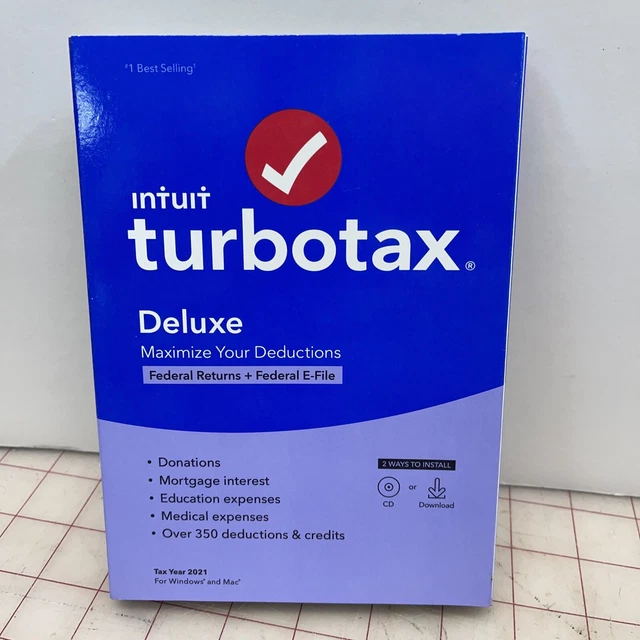 #1 Best Selling¹
intuit
turbotax®
Deluxe
Maximize Your Deductions
Federal Returns + Federal E-File
• Donations
• Mortgage interest
• Education expenses
• Medical expenses
• Over 350 deductions & credits
2 WAYS TO INSTALL
CD or Download
Tax Year 2021
For Windows® and Mac®